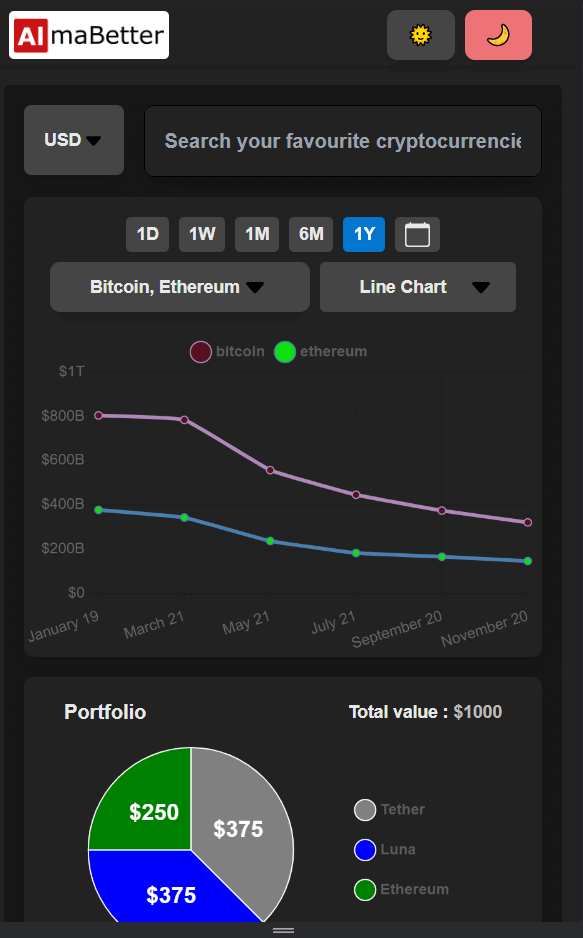 AlmaBetter
USD
Search your favourite cryptocurrencie
1D 1W 1M 6M 1Y
Bitcoin, Ethereum Line Chart
bitcoin ethereum
$1T
$800B
$600B
$400B
$200B
$0
January 19 March 21 May 21 July 21 September 20 November 20
Portfolio Total value : $1000
$250 $375
$375
Tether
Luna
Ethereum